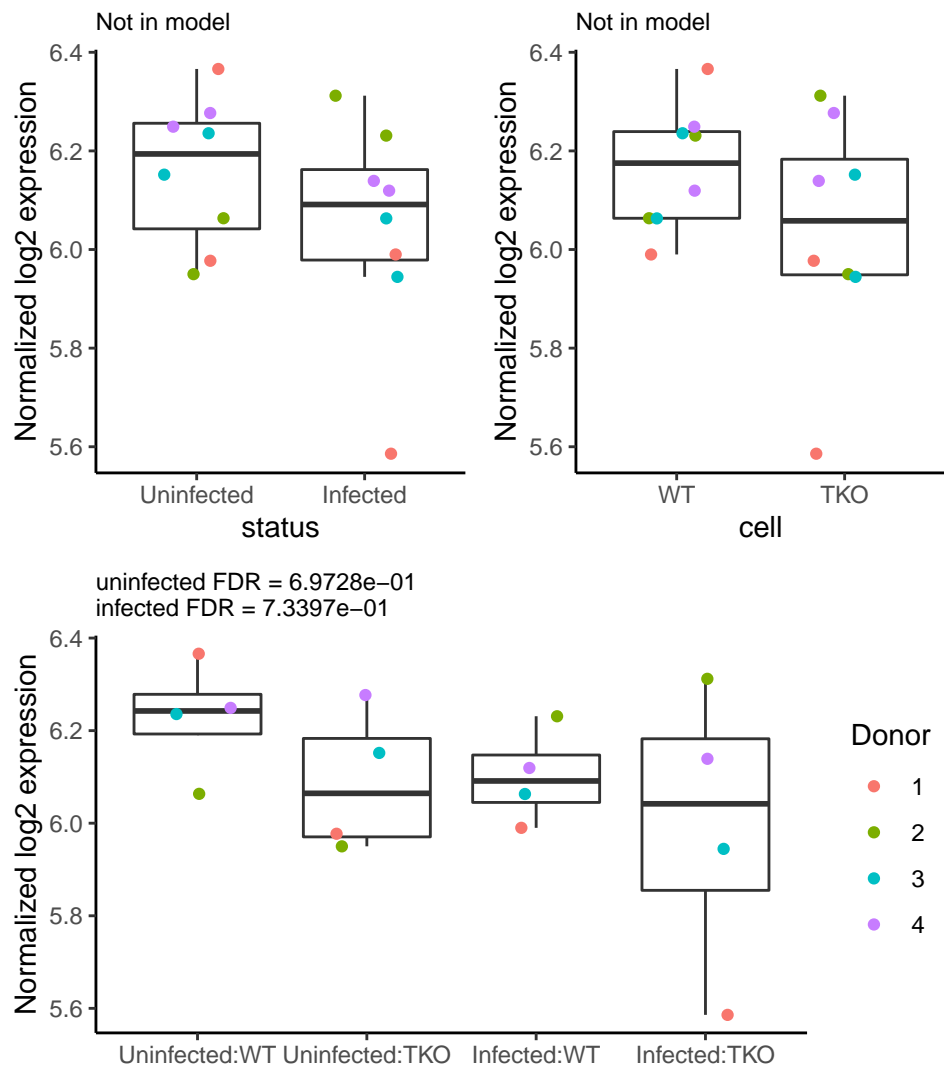 Not in model
Normalized log2 expression
6.4
6.2
6.0
5.8
5.6
Uninfected Infected
status
Not in model
Normalized log2 expression
6.4
6.2
6.0
5.8
5.6
WT TKO
cell
uninfected FDR = 6.9728e−01
infected FDR = 7.3397e−01
Normalized log2 expression
6.4
6.2
6.0
5.8
5.6
Uninfected:WT Uninfected:TKO Infected:WT Infected:TKO
Donor
1
2
3
4